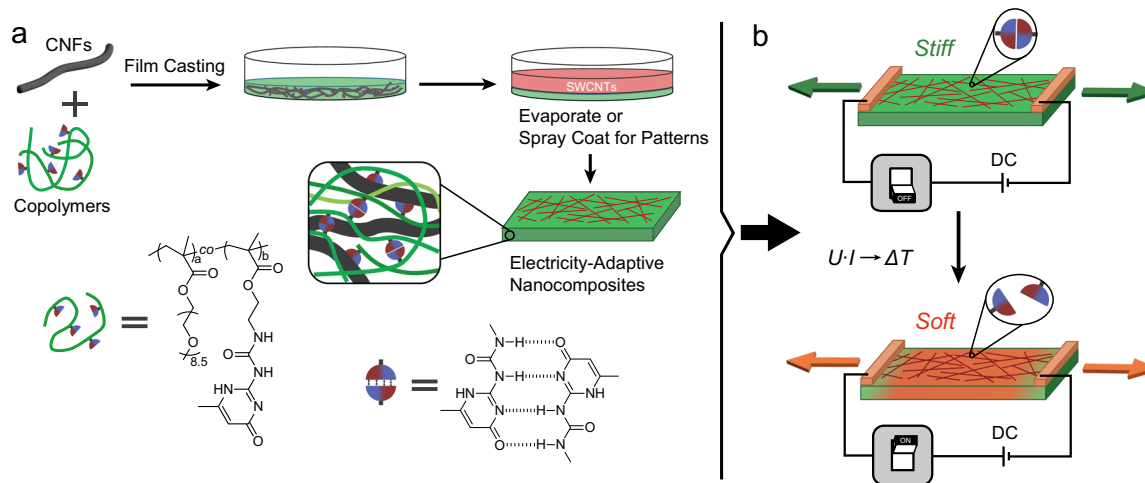 a
CNFs
Film Casting
SWCNTs
Evaporate or
Spray Coat for Patterns
Copolymers
Electricity-Adaptive
Nanocomposites
a
co
b
O
O
O
O
O
8.5
NH
O
NH
HN
N
O
N-H
O
O
N-H
N
HN
N
N
NH
N
H-N
O
O
H-N
b
Stiff
DC
OFF
U·I→ΔT
Soft
DC
ON